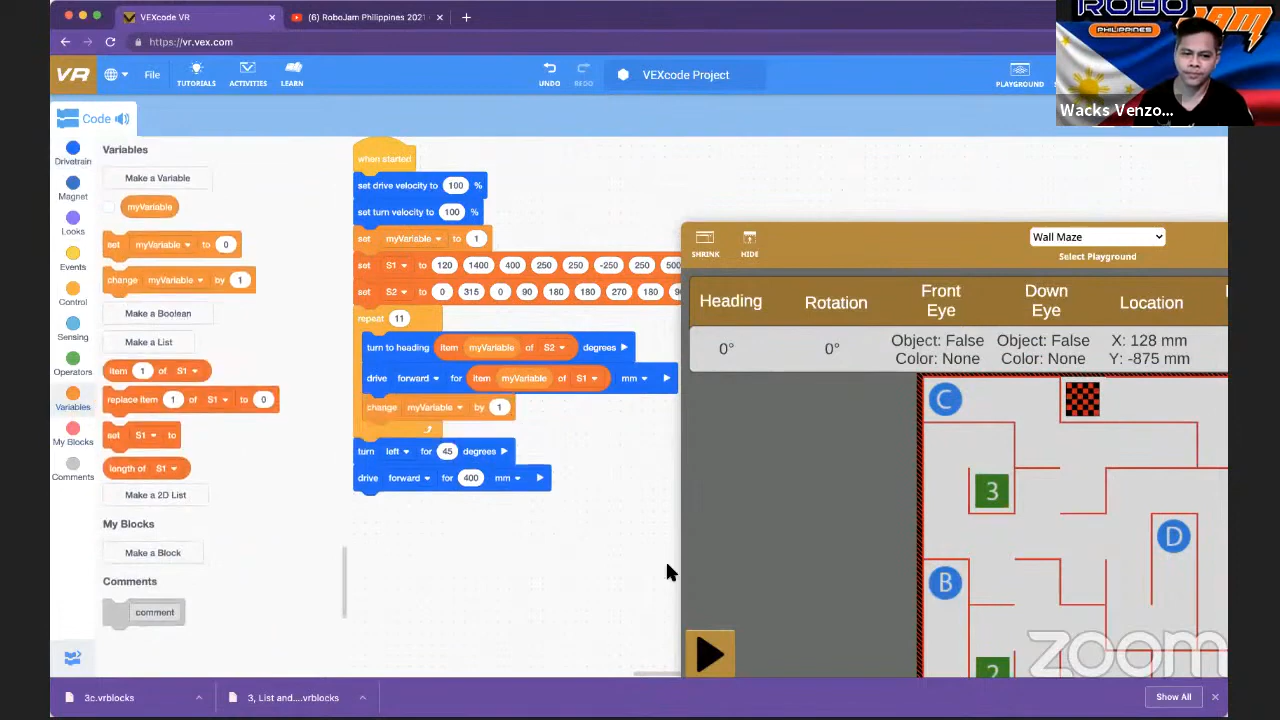 VEXcode VR
(6) RoboJam Philippines 2021
ROBO
JAM
PHILIPPINES
Wacks Venzo...
https://vr.vex.com
VR
File
TUTORIALS
ACTIVITIES
LEARN
UNDO
REDO
VEXcode Project
PLAYGROUND
Code
Drivetrain
Magnet
Looks
Events
Control
Sensing
Operators
Variables
My Blocks
Comments
Variables
Make a Variable
myVariable
set myVariable to 0
change myVariable by 1
Make a Boolean
Make a List
item 1 of S1
replace item 1 of S1 to 0
set S1 to
length of S1
Make a 2D List
My Blocks
Make a Block
Comments
comment
when started
set drive velocity to 100 %
set turn velocity to 100 %
set myVariable to 1
set S1 to 120 1400 400 250 250 -250 250 500
set S2 to 0 315 0 90 180 180 270 180
repeat 11
turn to heading item myVariable of S2 degrees
drive forward for item myVariable of S1 mm
change myVariable by 1
turn left for 45 degrees
drive forward for 400 mm
SHRINK
HIDE
Wall Maze
Select Playground
Heading
Rotation
Front Eye
Down Eye
Location
0°
0°
Object: False
Color: None
Object: False
Color: None
X: 128 mm
Y: -875 mm
C
3
D
B
2
zoom
3c.vrblocks
3, List and....vrblocks
Show All